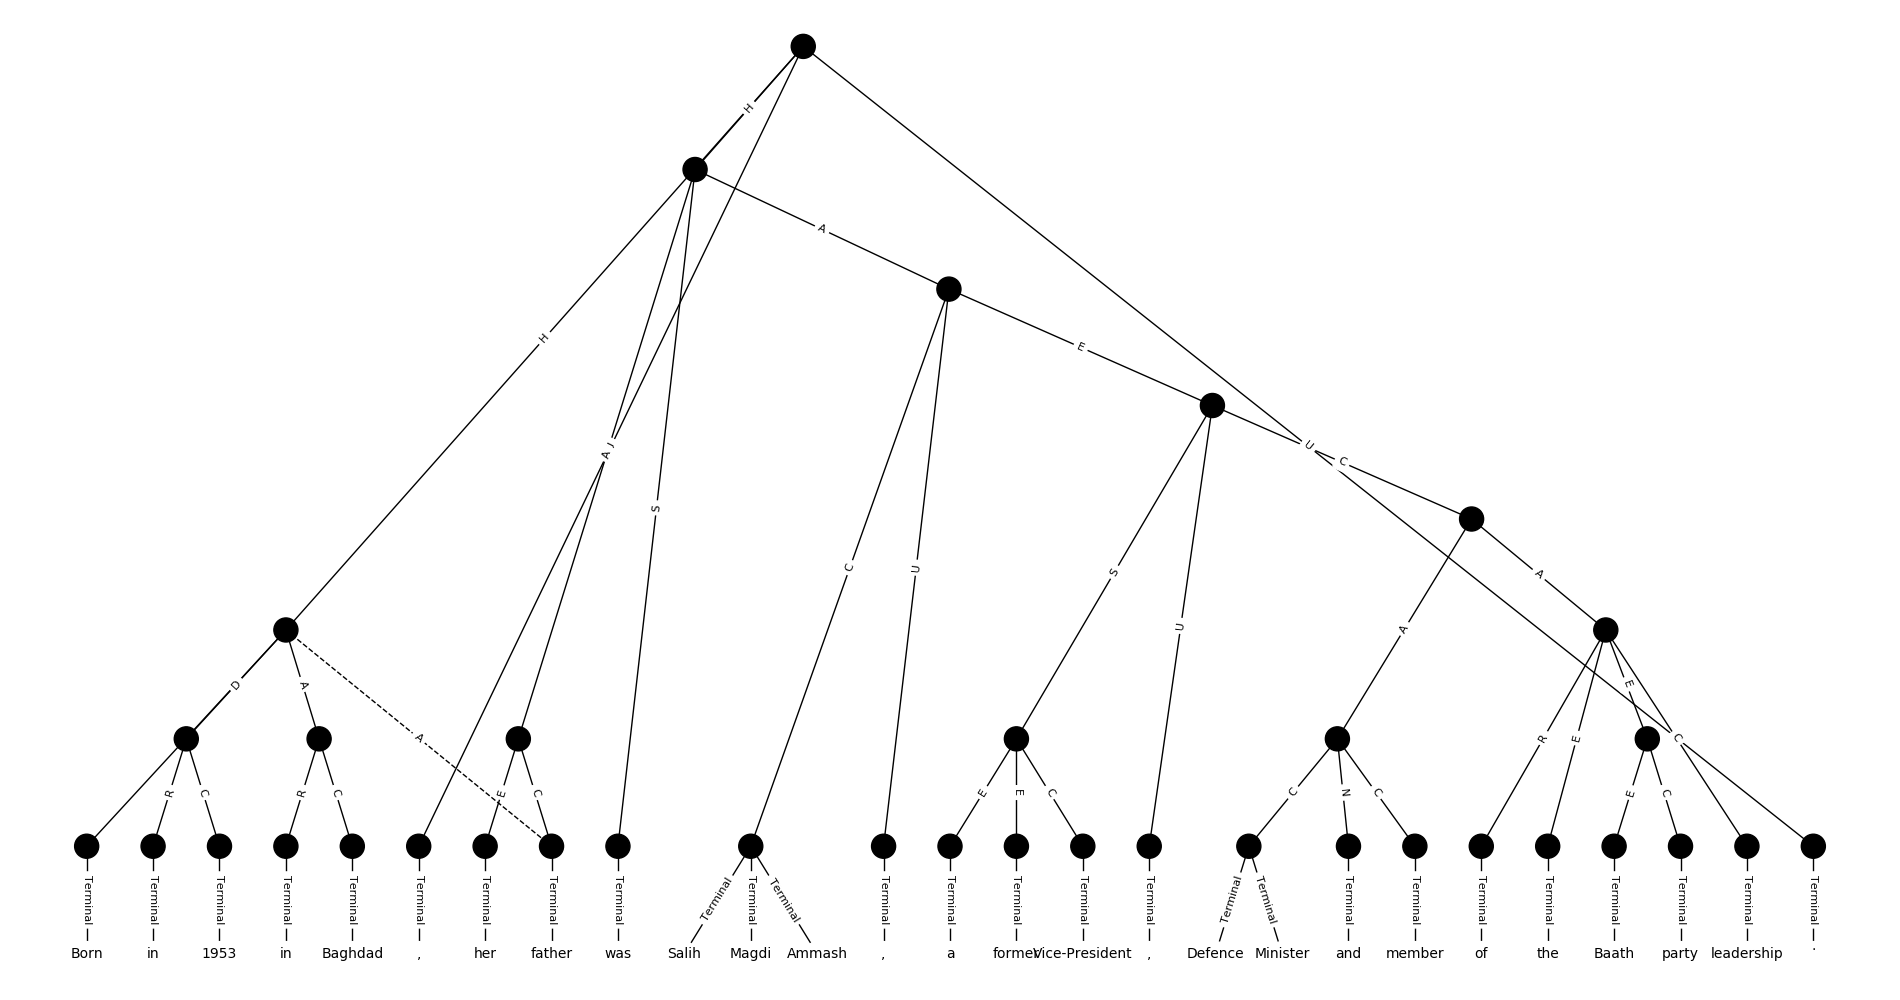 H
A
H
E
A J
S
U
C
C
U
S
A
U
A
D
A
A
E
R
E
C
R
C
R
C
E
C
E
E
C
C
N
C
E
C
Terminal Terminal Terminal Terminal Terminal Terminal Terminal Terminal Terminal Terminal Terminal Terminal Terminal Terminal Terminal Terminal Terminal Terminal Terminal Terminal Terminal Terminal Terminal Terminal Terminal Terminal Terminal
Born in 1953 in Baghdad , her father was Salih Magdi Ammash , a former Vice-President , Defence Minister and member of the Baath party leadership .